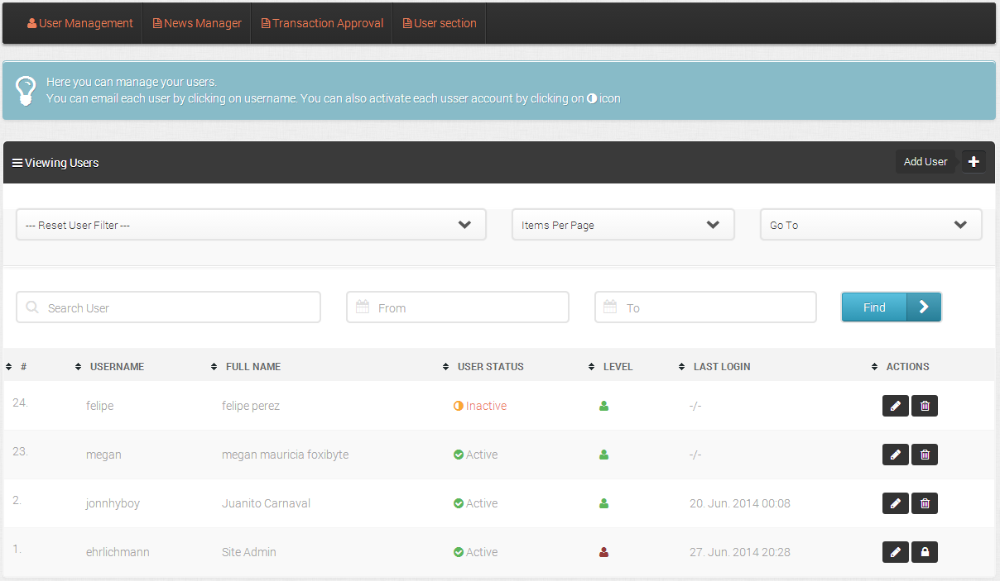 User Management News Manager Transaction Approval User section
Here you can manage your users.
You can email each user by clicking on username. You can also activate each usser account by clicking on icon
Viewing Users Add User
--- Reset User Filter --- Items Per Page Go To
Search User From To Find
# USERNAME FULL NAME USER STATUS LEVEL LAST LOGIN ACTIONS
24. felipe felipe perez Inactive -/-
23. megan megan mauricia foxibyte Active -/-
2. jonnhyboy Juanito Carnaval Active 20. Jun. 2014 00:08
1. ehrlichmann Site Admin Active 27. Jun. 2014 20:28